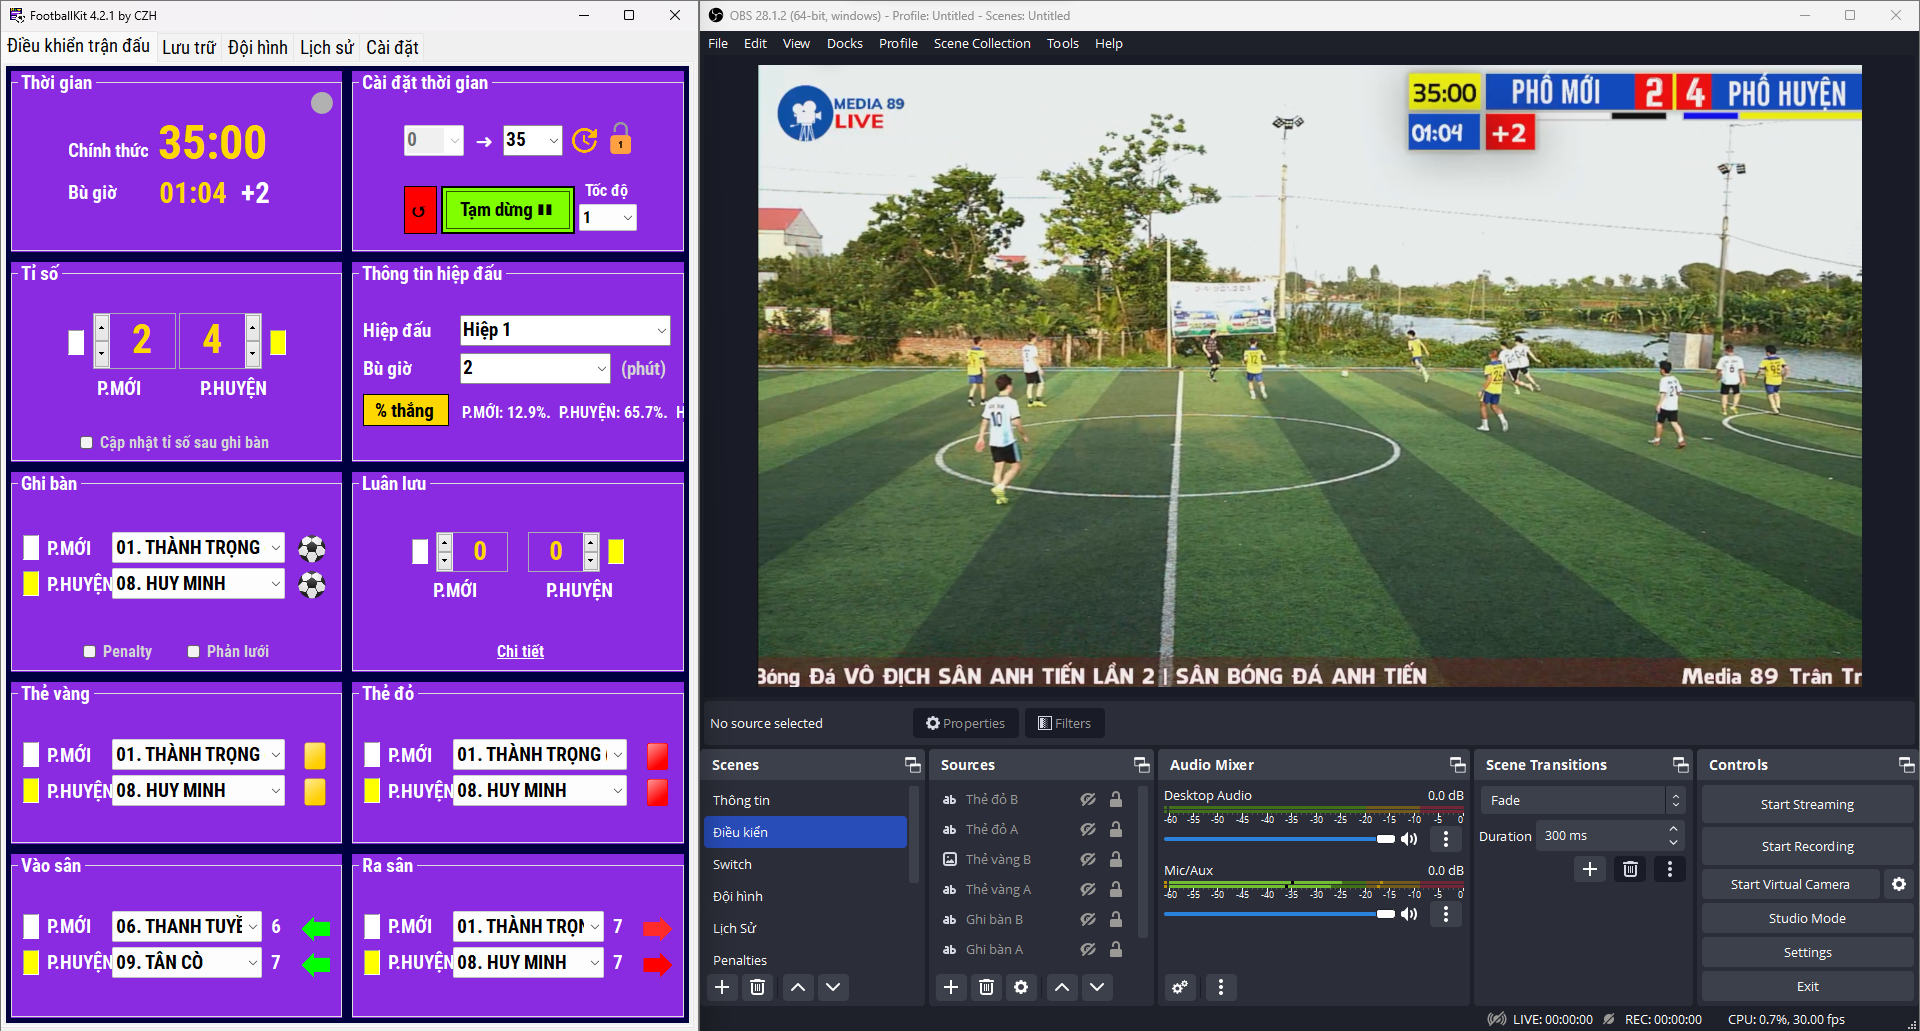 FootballKit 4.2.1 by CZH
Điều khiển trận đấu Lưu trữ Đội hình Lịch sử Cài đặt
Thời gian
Chính thức 35:00
Bù giờ 01:04 +2
Cài đặt thời gian
0 → 35
1
Tạm dừng
Tốc độ
1
Tỉ số
2 4
P.MỚI P.HUYỆN
Cập nhật tỉ số sau ghi bàn
Thông tin hiệp đấu
Hiệp đấu Hiệp 1
Bù giờ 2 (phút)
% thắng P.MỚI: 12.9%. P.HUYỆN: 65.7%. H
Ghi bàn
P.MỚI 01. THÀNH TRỌNG
P.HUYỆN 08. HUY MINH
Penalty Phản lưới
Luân lưu
0 0
P.MỚI P.HUYỆN
Chi tiết
Thẻ vàng
P.MỚI 01. THÀNH TRỌNG
P.HUYỆN 08. HUY MINH
Thẻ đỏ
P.MỚI 01. THÀNH TRỌNG
P.HUYỆN 08. HUY MINH
Vào sân
P.MỚI 06. THANH TUYỀ 6
P.HUYỆN 09. TÂN CÒ 7
Ra sân
P.MỚI 01. THÀNH TRỌN 7
P.HUYỆN 08. HUY MINH 7
OBS 28.1.2 (64-bit, windows) - Profile: Untitled - Scenes: Untitled
File Edit View Docks Profile Scene Collection Tools Help
MEDIA 89
LIVE
35:00 PHỐ MỚI 2 4 PHỐ HUYỆN
01:04 +2
10
Bóng Đá VÔ ĐỊCH SÂN ANH TIẾN LẦN 2 | SÂN BÓNG ĐÁ ANH TIẾN Media 89 Trân Tr
No source selected Properties Filters
Scenes
Thông tin
Điều kiển
Switch
Đội hình
Lịch Sử
Penalties
Sources
ab Thẻ đỏ B
ab Thẻ đỏ A
Thẻ vàng B
ab Thẻ vàng A
ab Ghi bàn B
ab Ghi bàn A
Audio Mixer
Desktop Audio 0.0 dB
-60 -55 -50 -45 -40 -35 -30 -25 -20 -15 -10 -5 0
Mic/Aux 0.0 dB
-60 -55 -50 -45 -40 -35 -30 -25 -20 -15 -10 -5 0
Scene Transitions
Fade
Duration 300 ms
Controls
Start Streaming
Start Recording
Start Virtual Camera
Studio Mode
Settings
Exit
LIVE: 00:00:00 REC: 00:00:00 CPU: 0.7%, 30.00 fps